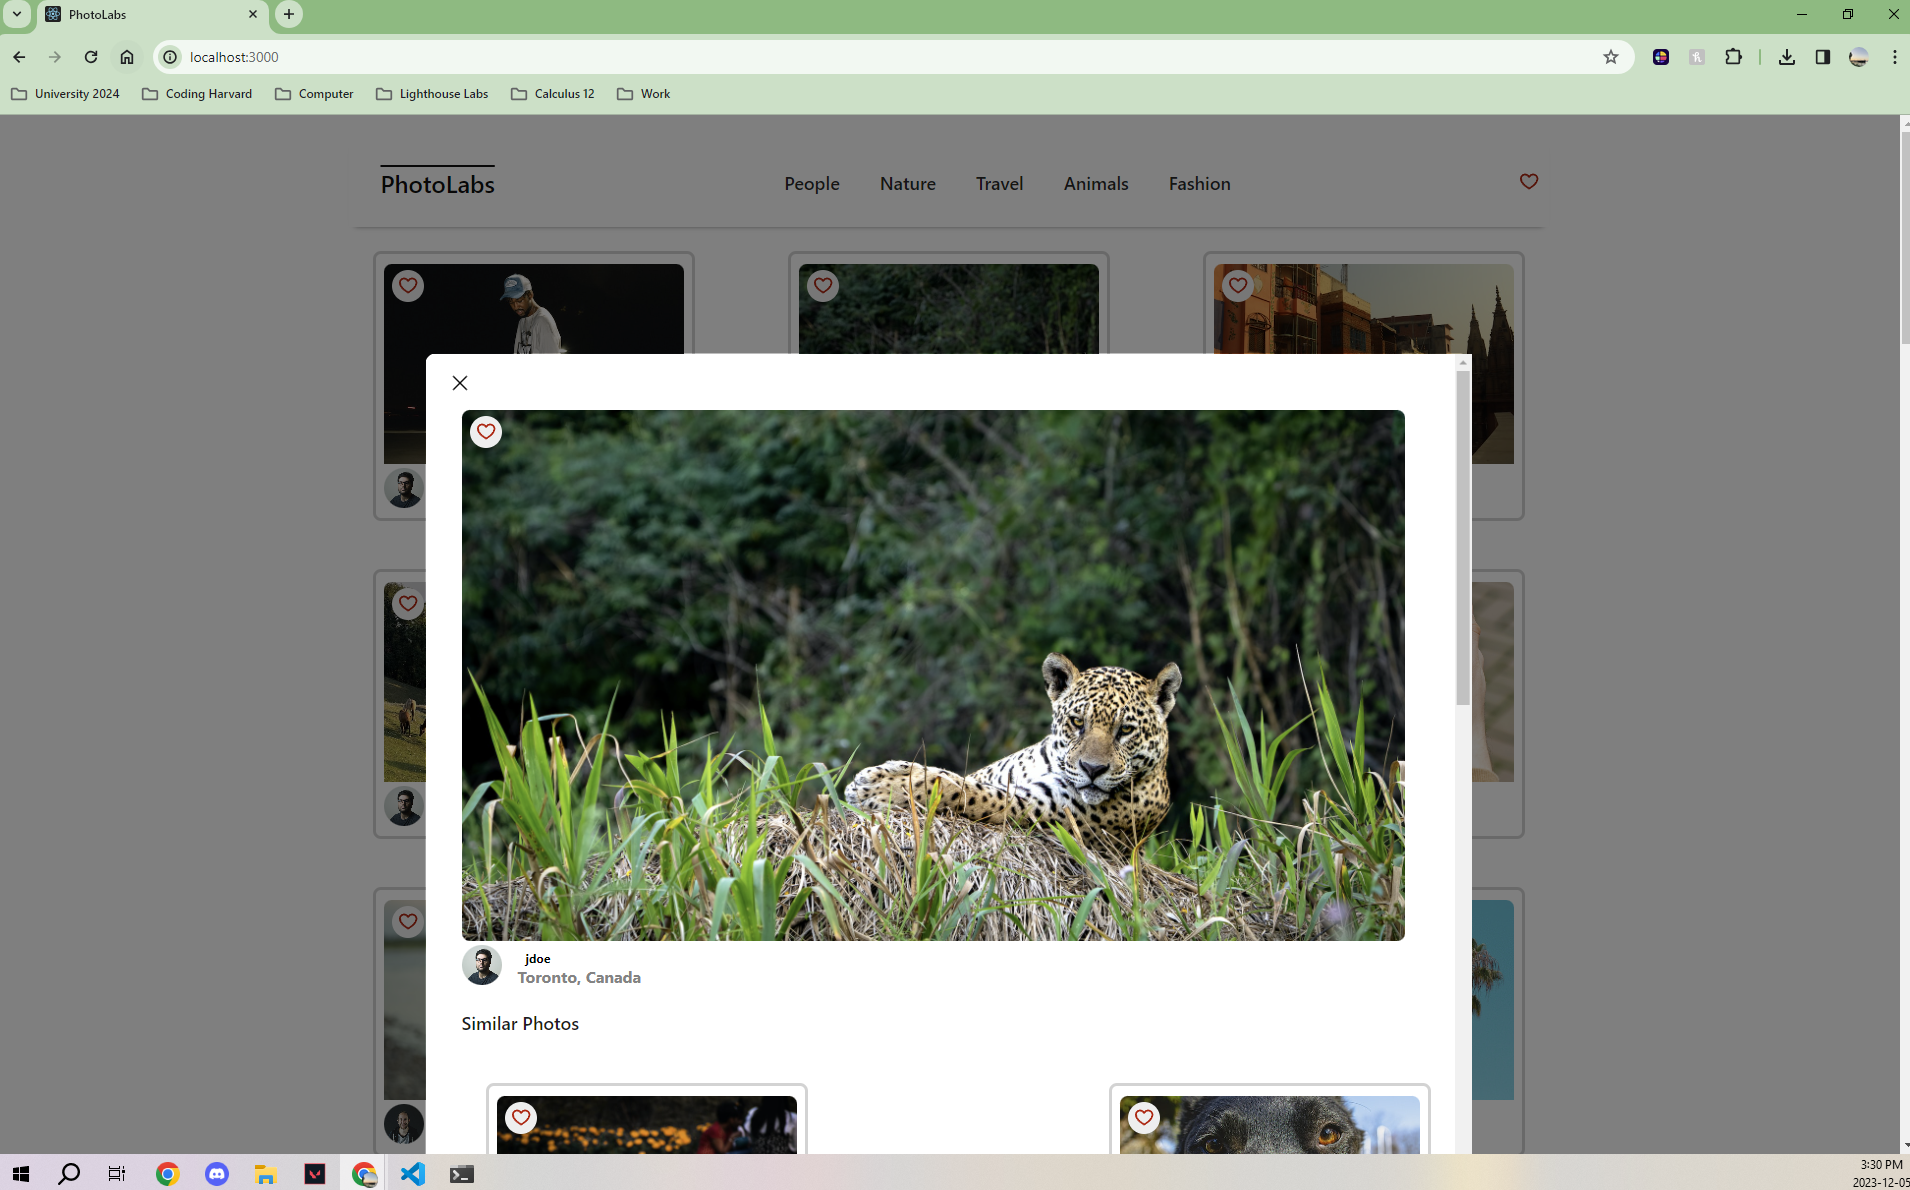 PhotoLabs
localhost:3000
University 2024 Coding Harvard Computer Lighthouse Labs Calculus 12 Work
PhotoLabs People Nature Travel Animals Fashion
jdoe
Toronto, Canada
Similar Photos
3:30 PM
2023-12-05